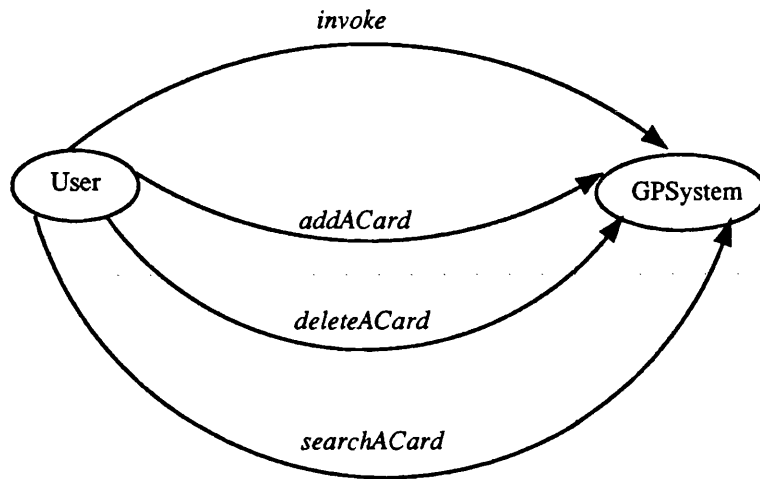 invoke
User
GPSystem
addACard
deleteACard
searchACard